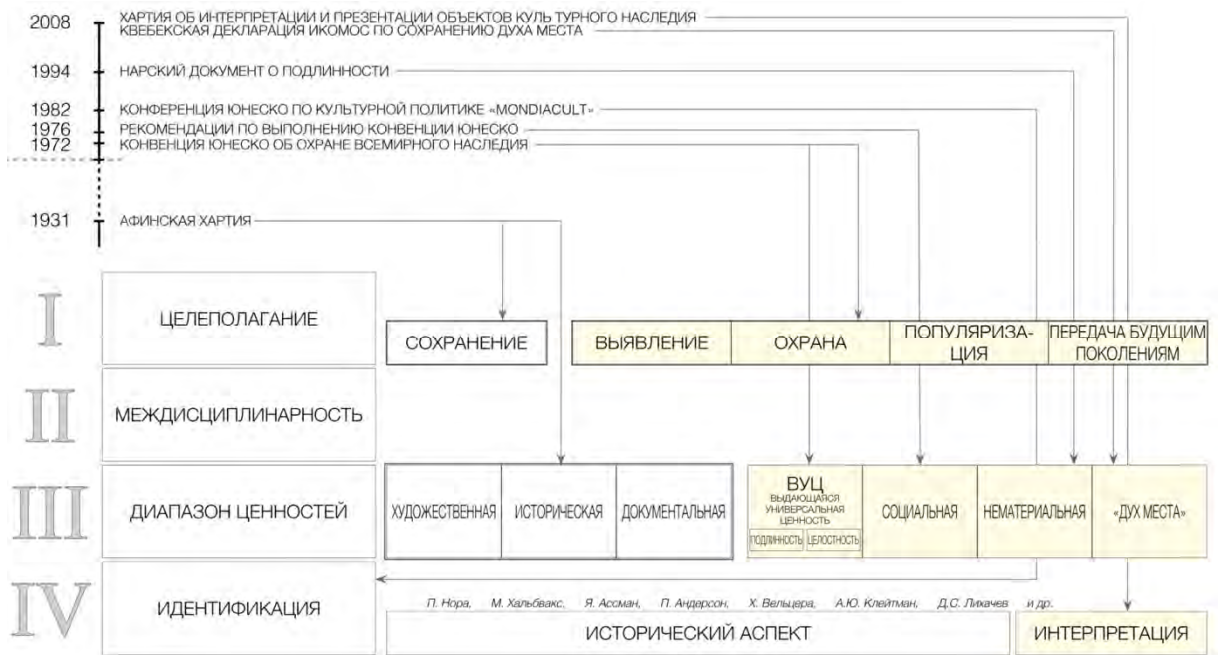 2008
ХАРТИЯ ОБ ИНТЕРПРЕТАЦИИ И ПРЕЗЕНТАЦИИ ОБЪЕКТОВ КУЛЬ ТУРНОГО НАСЛЕДИЯ
КВЕБЕКСКАЯ ДЕКЛАРАЦИЯ ИКОМОС ПО СОХРАНЕНИЮ ДУХА МЕСТА
1994
НАРСКИЙ ДОКУМЕНТ О ПОДЛИННОСТИ
1982
КОНФЕРЕНЦИЯ ЮНЕСКО ПО КУЛЬТУРНОЙ ПОЛИТИКЕ «MONDIACULT»
1976
РЕКОМЕНДАЦИИ ПО ВЫПОЛНЕНИЮ КОНВЕНЦИИ ЮНЕСКО
1972
КОНВЕНЦИЯ ЮНЕСКО ОБ ОХРАНЕ ВСЕМИРНОГО НАСЛЕДИЯ
1931
АФИНСКАЯ ХАРТИЯ
I
ЦЕЛЕПОЛАГАНИЕ
СОХРАНЕНИЕ
ВЫЯВЛЕНИЕ
ОХРАНА
ПОПУЛЯРИЗА-
ЦИЯ
ПЕРЕДАЧА БУДУЩИМ
ПОКОЛЕНИЯМ
II
МЕЖДИСЦИПЛИНАРНОСТЬ
III
ДИАПАЗОН ЦЕННОСТЕЙ
ХУДОЖЕСТВЕННАЯ
ИСТОРИЧЕСКАЯ
ДОКУМЕНТАЛЬНАЯ
ВУЦ
ВЫДАЮЩАЯСЯ
УНИВЕРСАЛЬНАЯ
ЦЕННОСТЬ
ПОДЛИННОСТЬ
ЦЕЛОСТНОСТЬ
СОЦИАЛЬНАЯ
НЕМАТЕРИАЛЬНАЯ
«ДУХ МЕСТА»
IV
ИДЕНТИФИКАЦИЯ
П. Нора, М. Хальбвакс, Я. Ассман, П. Андерсон, Х. Вельцера, А.Ю. Клейтман, Д.С. Лихачев и др.
ИСТОРИЧЕСКИЙ АСПЕКТ
ИНТЕРПРЕТАЦИЯ